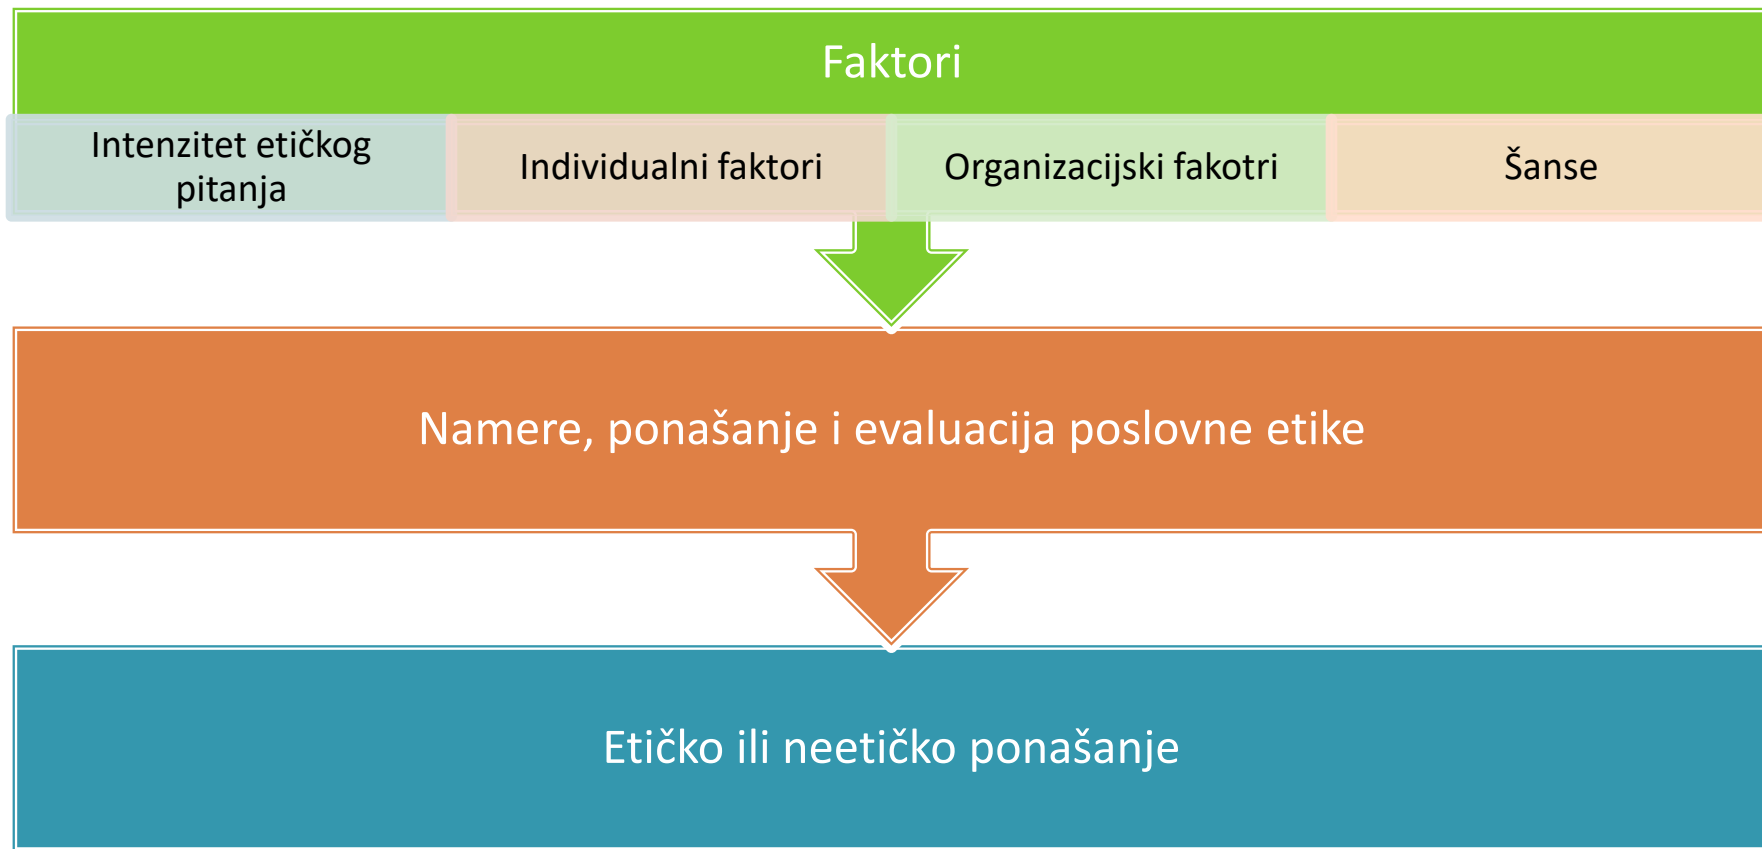 Faktori
Intenzitet etičkog
pitanja
Individualni faktori
Organizacijski fakotri
Šanse
Namere, ponašanje i evaluacija poslovne etike
Etičko ili neetičko ponašanje